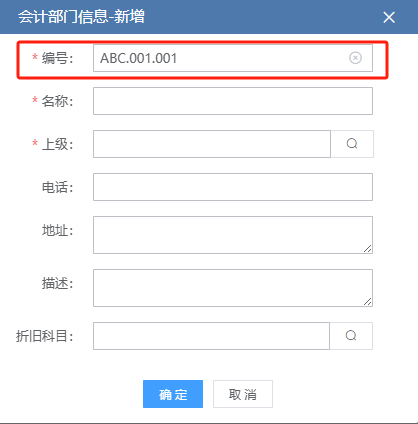 会计部门信息-新增
* 编号： ABC.001.001
* 名称：
* 上级：
电话：
地址：
描述：
折旧科目：
确定 取消